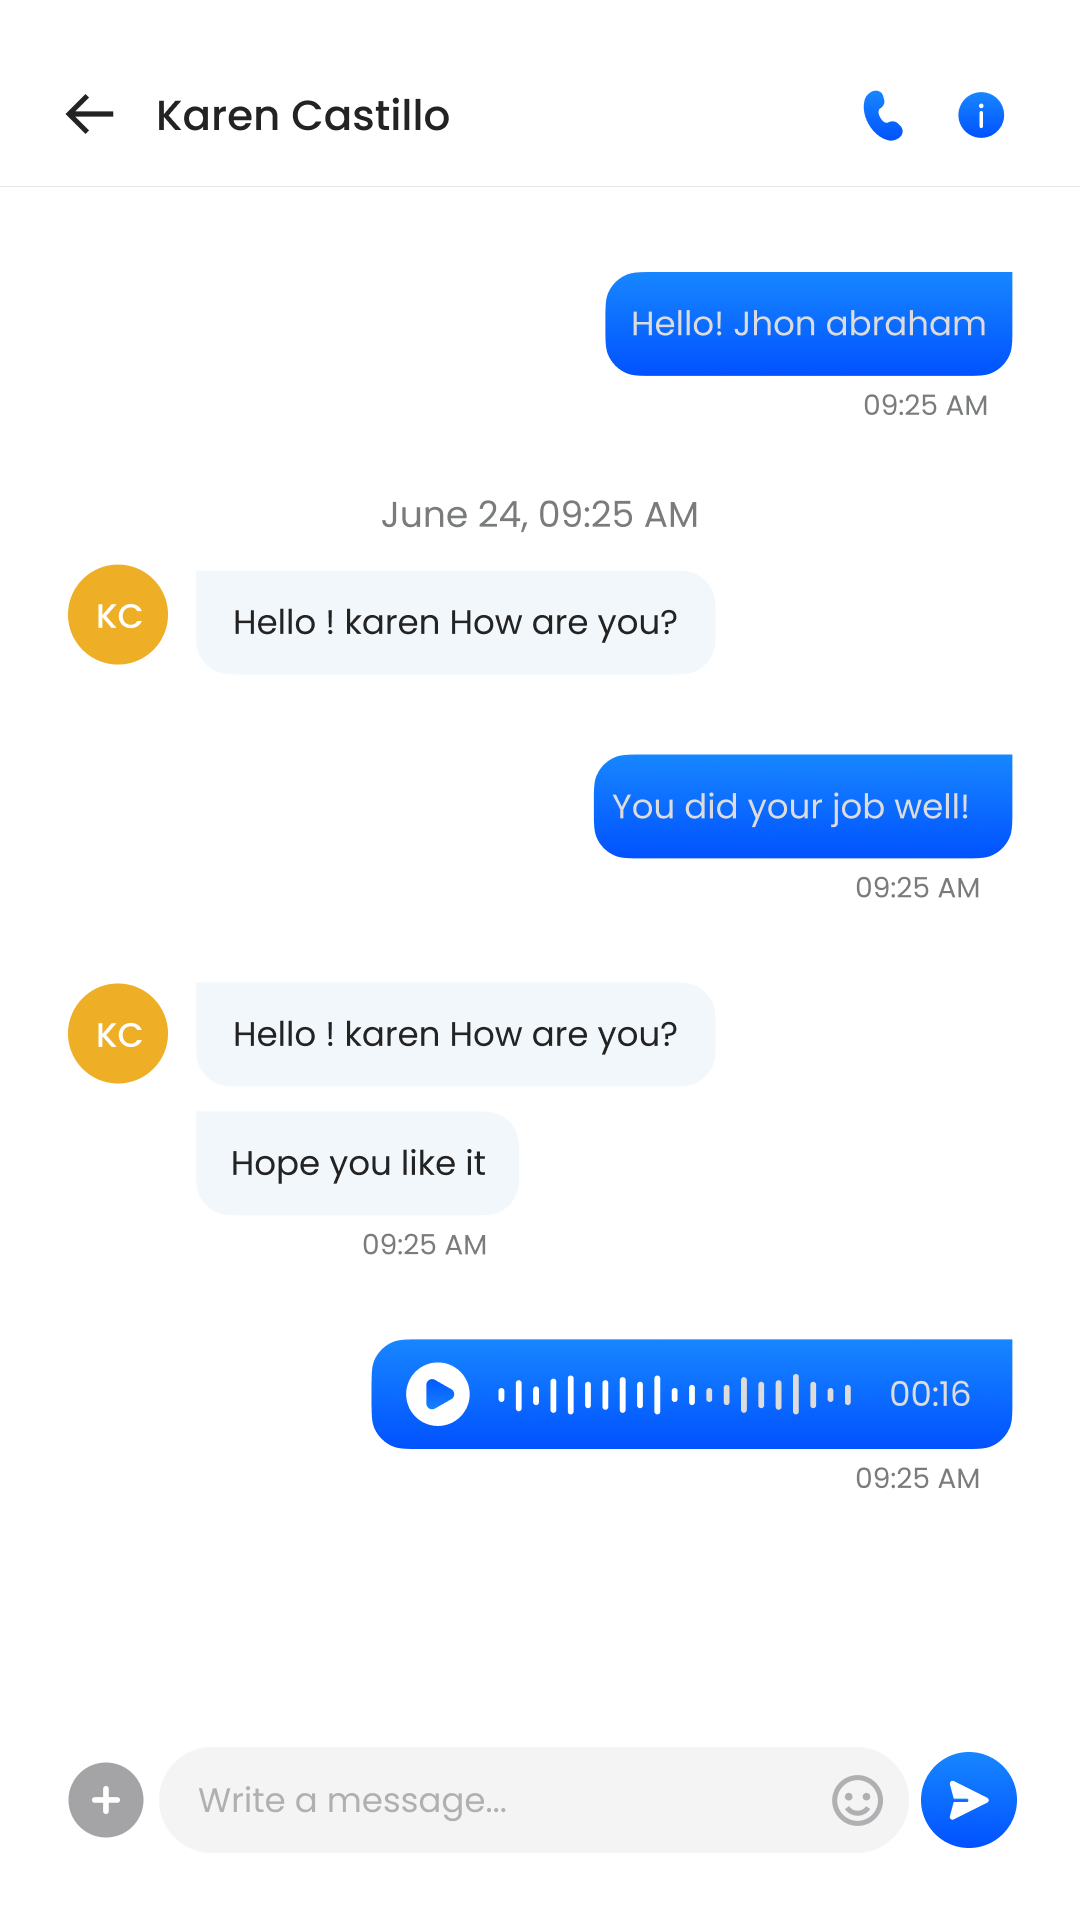 Karen Castillo
Hello! Jhon abraham
09:25 AM
June 24, 09:25 AM
KC
Hello ! karen How are you?
You did your job well!
09:25 AM
KC
Hello ! karen How are you?
Hope you like it
09:25 AM
00:16
09:25 AM
Write a message...